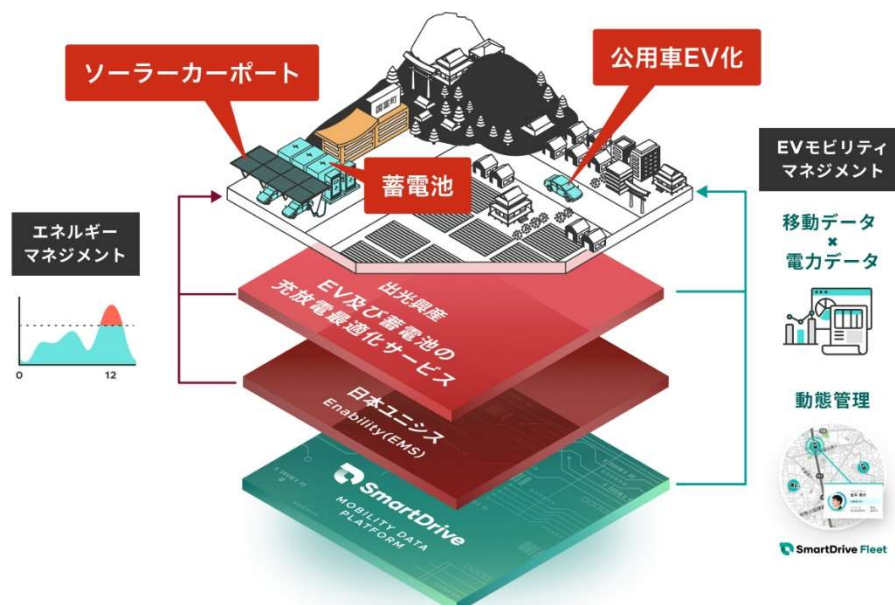 ソーラーカーポート
公用車EV化
国富町
蓄電池
エネルギー
マネジメント
0
12
EVモビリティ
マネジメント
移動データ
×
電力データ
動態管理
SmartDrive Fleet
出光興産
EV及び蓄電池の
充放電最適化サービス
日本ユニシス
Enability(EMS)
SmartDrive
MOBILITY DATA
PLATFORM